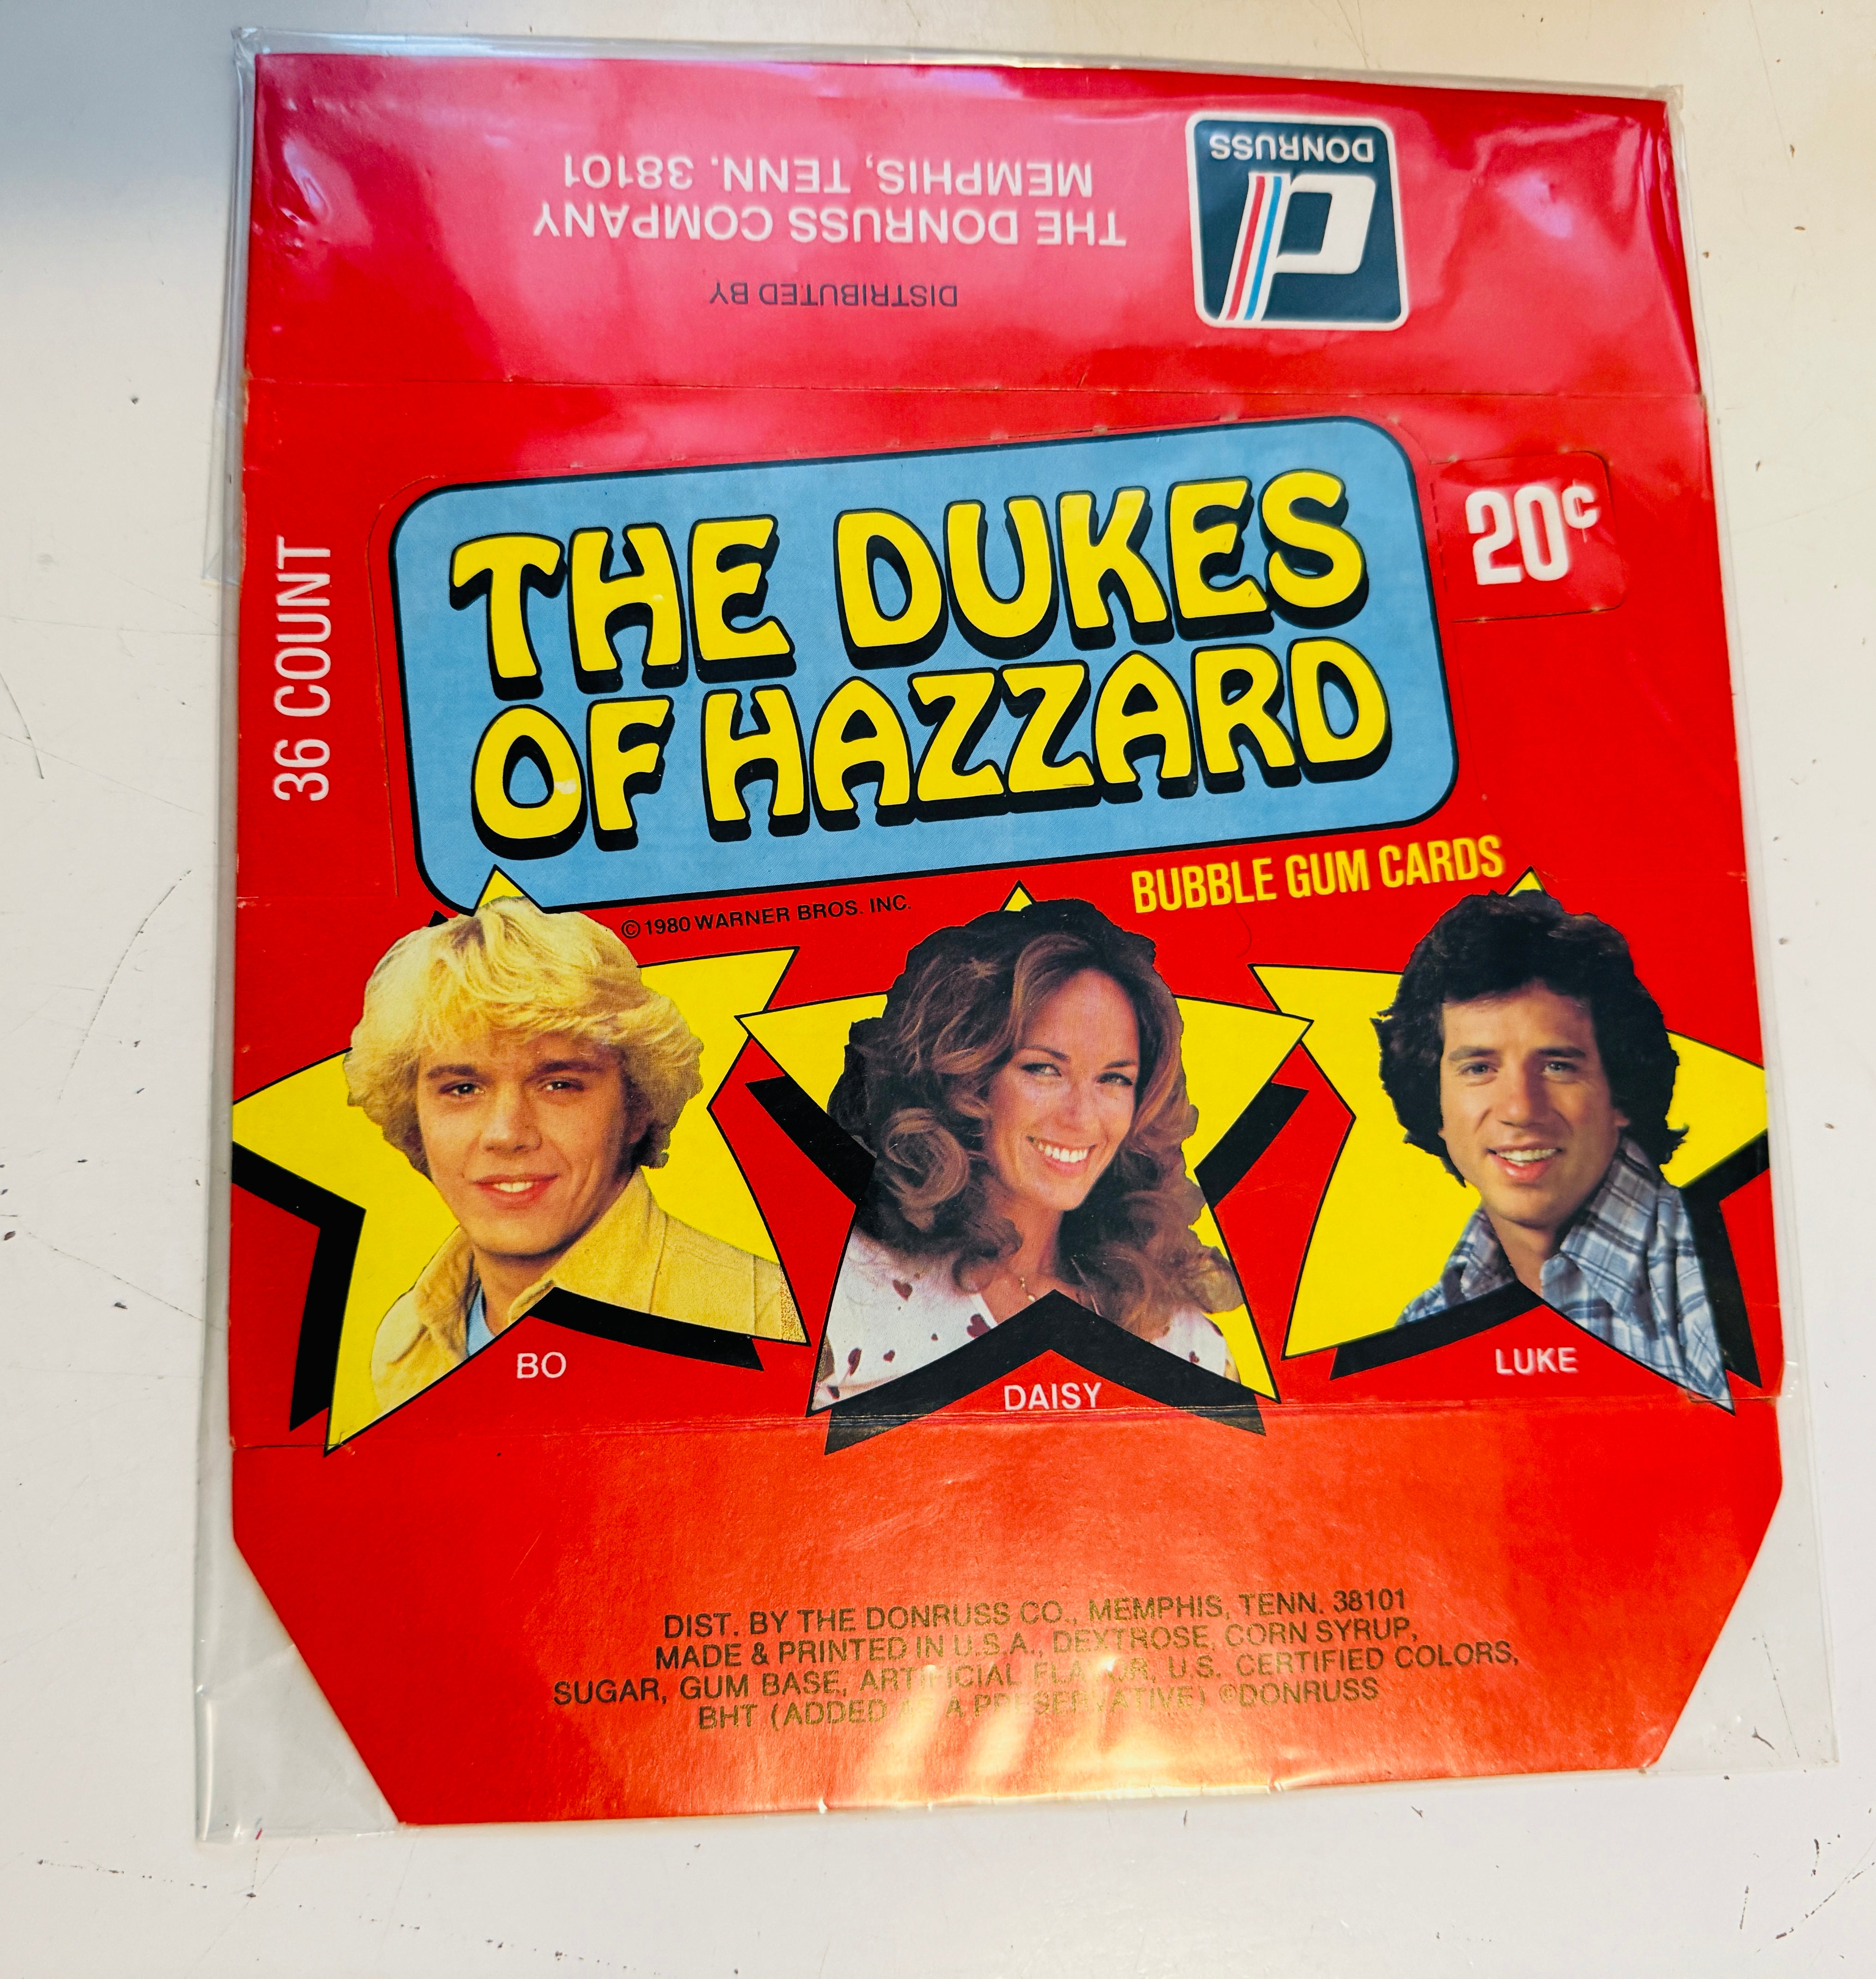 DONRUSS
THE DONRUSS COMPANY
MEMPHIS, TENN. 38101
DISTRIBUTED BY
36 COUNT
THE DUKES
OF HAZZARD
20¢
BUBBLE GUM CARDS
© 1980 WARNER BROS. INC.
BO
DAISY
LUKE
DIST. BY THE DONRUSS CO., MEMPHIS, TENN. 38101
MADE & PRINTED IN U.S.A., DEXTROSE, CORN SYRUP,
SUGAR, GUM BASE, ARTIFICIAL FLAVOR, U.S. CERTIFIED COLORS,
BHT (ADDED AS A PRESERVATIVE) ©DONRUSS